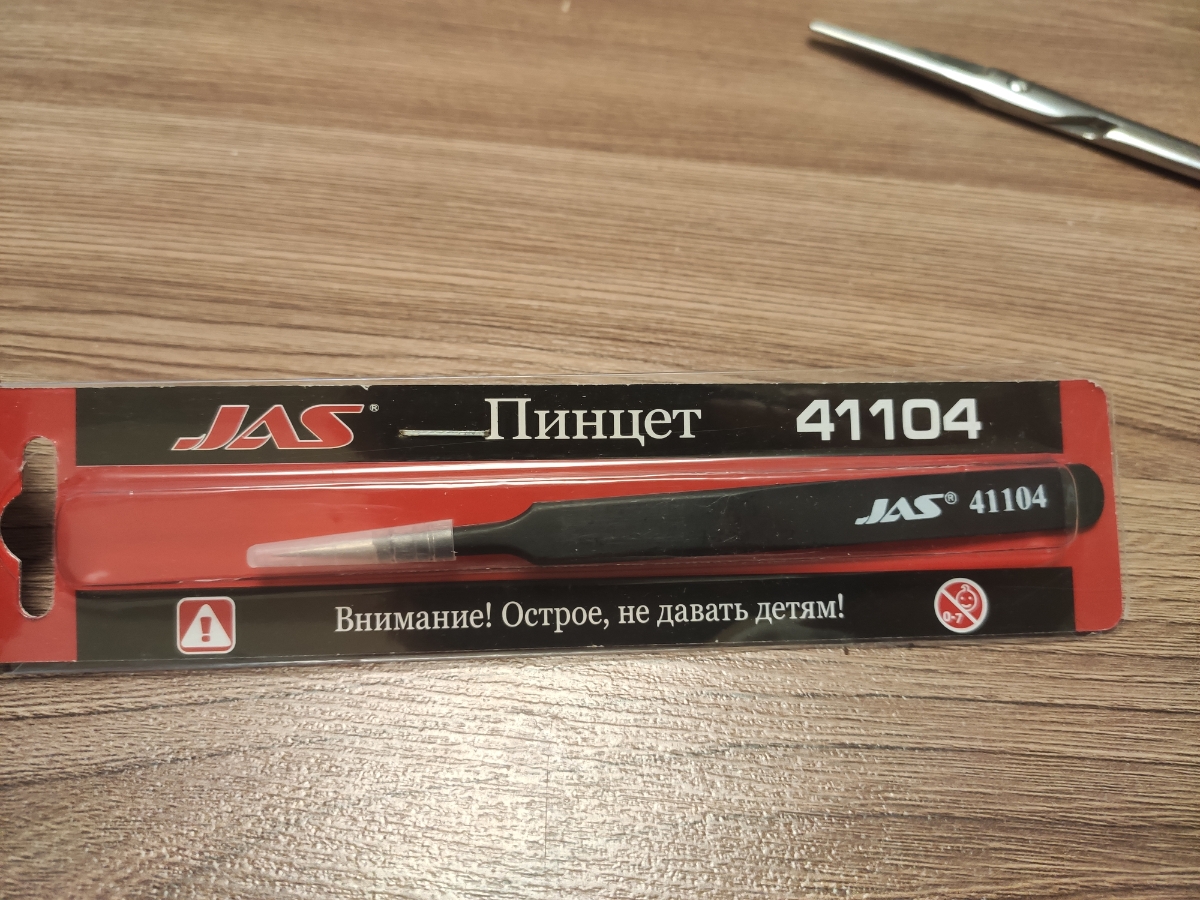 JAS® Пинцет 41104
JAS® 41104
Внимание! Острое, не давать детям!
0-7